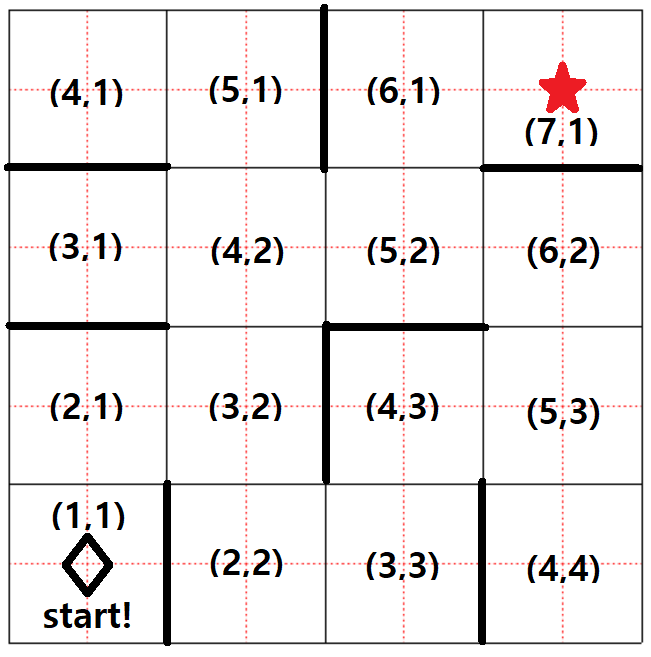 (4,1) (5,1) (6,1)
(7,1)
(3,1) (4,2) (5,2) (6,2)
(2,1) (3,2) (4,3) (5,3)
(1,1)
(2,2) (3,3) (4,4)
start!